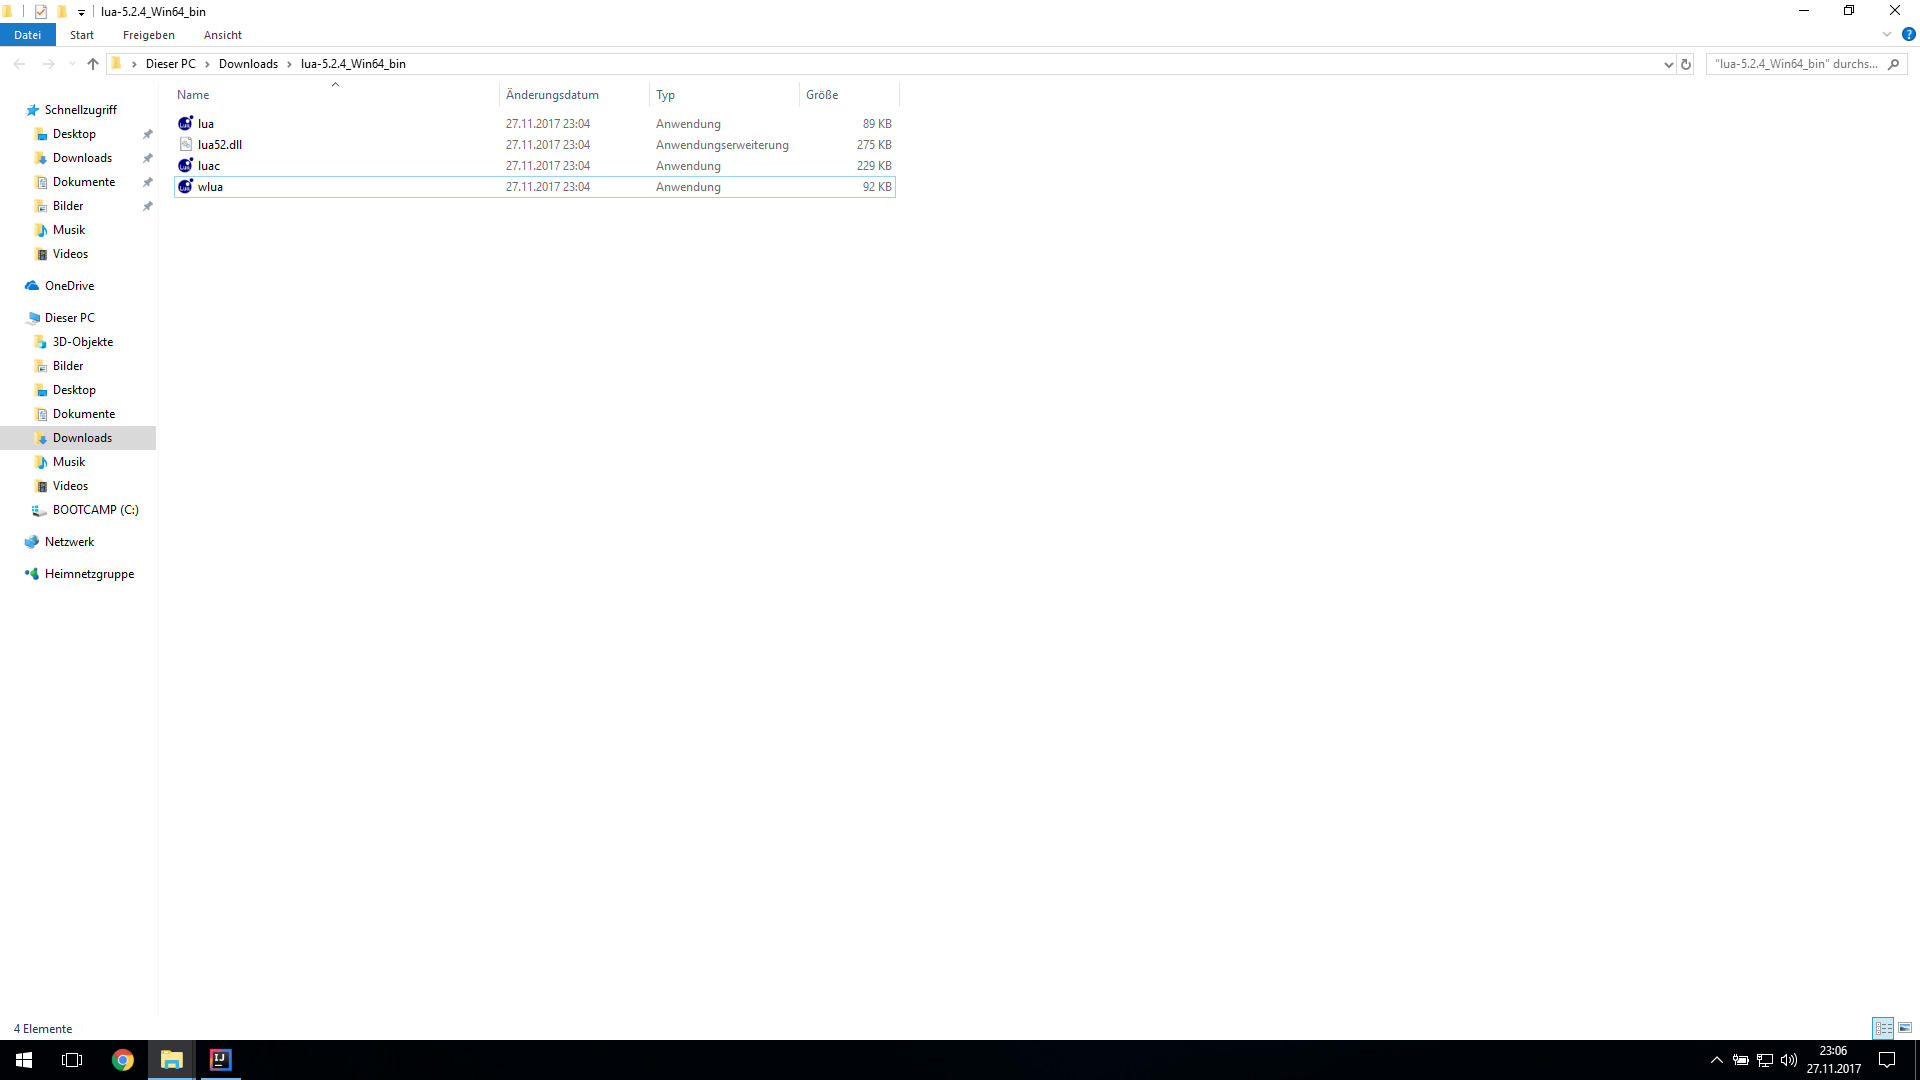 lua-5.2.4_Win64_bin
Datei Start Freigeben Ansicht
Dieser PC Downloads lua-5.2.4_Win64_bin "lua-5.2.4_Win64_bin" durchs...
Name Änderungsdatum Typ Größe
lua 27.11.2017 23:04 Anwendung 89 KB
lua52.dll 27.11.2017 23:04 Anwendungserweiterung 275 KB
luac 27.11.2017 23:04 Anwendung 229 KB
wlua 27.11.2017 23:04 Anwendung 92 KB
Schnellzugriff
Desktop
Downloads
Dokumente
Bilder
Musik
Videos
OneDrive
Dieser PC
3D-Objekte
Bilder
Desktop
Dokumente
Downloads
Musik
Videos
BOOTCAMP (C:)
Netzwerk
Heimnetzgruppe
4 Elemente
IJ
23:06
27.11.2017